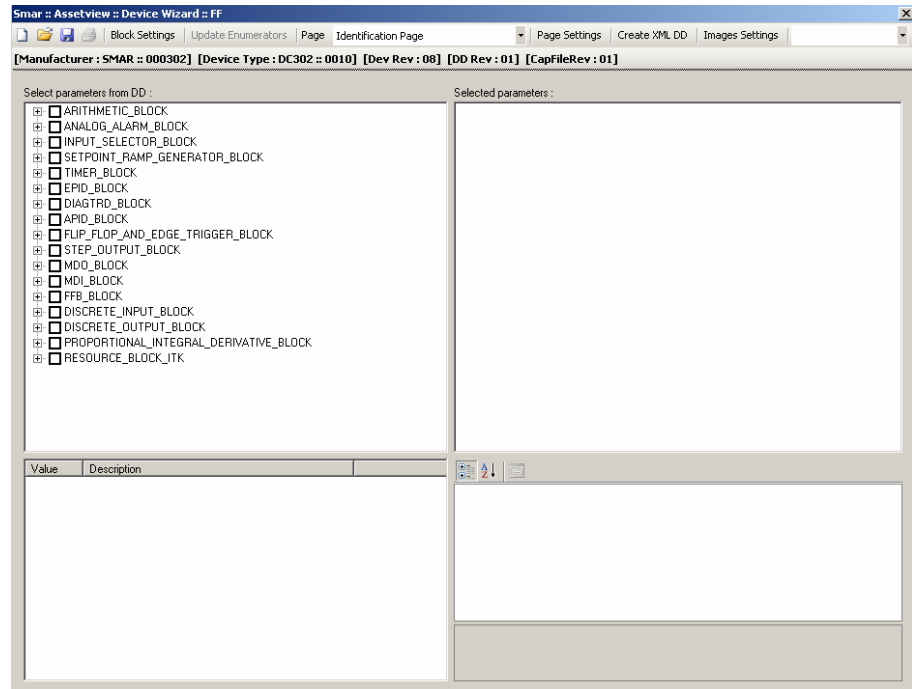 Smar :: Assetview :: Device Wizard :: FF
Block Settings Update Enumerators Page Identification Page Page Settings Create XML DD Images Settings
[Manufacturer : SMAR :: 000302] [Device Type : DC302 :: 0010] [Dev Rev : 08] [DD Rev : 01] [CapFileRev : 01]
Select parameters from DD : Selected parameters :
ARITHMETIC_BLOCK
ANALOG_ALARM_BLOCK
INPUT_SELECTOR_BLOCK
SETPOINT_RAMP_GENERATOR_BLOCK
TIMER_BLOCK
EPID_BLOCK
DIAGTRD_BLOCK
APID_BLOCK
FLIP_FLOP_AND_EDGE_TRIGGER_BLOCK
STEP_OUTPUT_BLOCK
MDO_BLOCK
MDI_BLOCK
FFB_BLOCK
DISCRETE_INPUT_BLOCK
DISCRETE_OUTPUT_BLOCK
PROPORTIONAL_INTEGRAL_DERIVATIVE_BLOCK
RESOURCE_BLOCK_ITK
Value Description